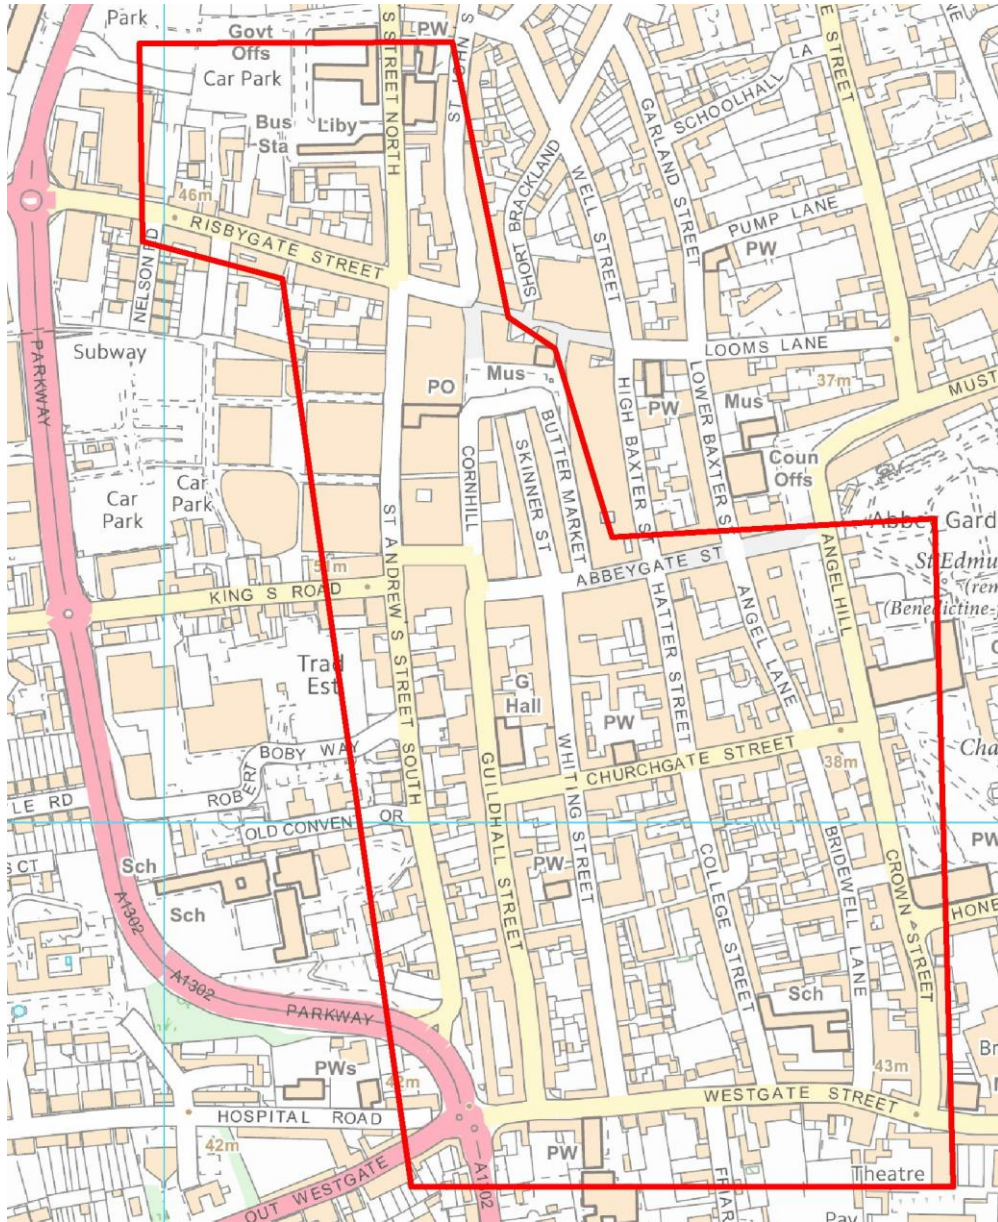 Park
Govt
Offs
PW
S STREET NORTH
ST
Car Park
SCHOOLHALL LA
E STREET
Bus
Sta
Liby
GARLAND STREET
SHORT BRACKLAND
WELL STREET
46m
RISBYGATE STREET
PUMP LANE
PW
NELSON RD
PARKWAY
Subway
LOOMS LANE
Mus
PO
37m
MUST
HIGH BAXTER ST
PW
LOWER BAXTER ST
Mus
CORNHILL
SKINNER ST
BUTTER MARKET
Coun
Offs
Car
Park
Car
Park
ST ANDREW'S STREET SOUTH
Abbey Gard
51m
ABBEYGATE ST
ANGEL HILL
St Edmu
KING S ROAD
(ren
(Benedictine-
HATTER STREET
ANGEL LANE
Trad
Est
G
Hall
PW
WHITING STREET
BOBY WAY
ROBERT
GUILDHALL STREET
CHURCHGATE STREET
38m
Cha
LE RD
OLD CONVENT OR
S CT
Sch
PW
PW
COLLEGE STREET
BRIDEWELL LANE
CROWN STREET
HONE
Sch
A1302
A1302
PARKWAY
Sch
PWs
42m
43m
Br
WESTGATE STREET
HOSPITAL ROAD
42m
PW
OUT WESTGATE
A1302
FRIAR
Theatre
Pav